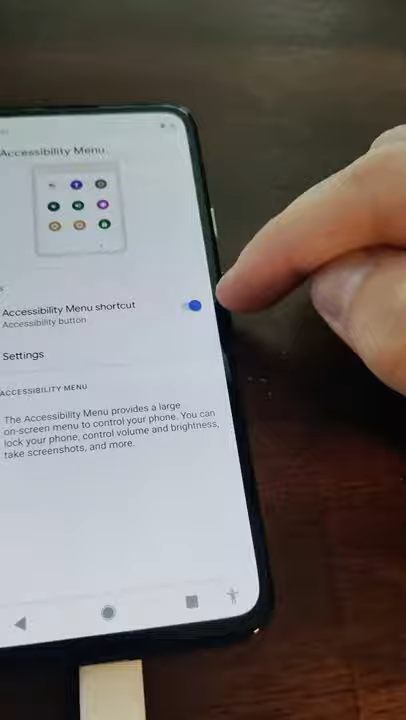 Accessibility Menu
Accessibility Menu shortcut
Accessibility button
Settings
ACCESSIBILITY MENU
The Accessibility Menu provides a large
on-screen menu to control your phone. You can
lock your phone, control volume and brightness,
take screenshots, and more.